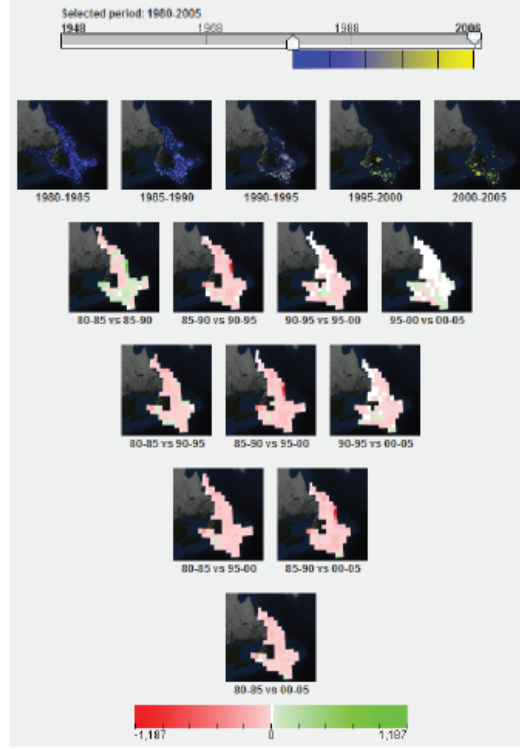 Selected period: 1980-2005
1948 1968 1988 2005
1980-1985 1985-1990 1990-1995 1995-2000 2000-2005
80-85 vs 85-90 85-90 vs 90-95 90-95 vs 95-00 95-00 vs 00-05
80-85 vs 90-95 85-90 vs 95-00 90-95 vs 00-05
80-85 vs 95-00 85-90 vs 00-05
80-85 vs 00-05
-1,187 0 1,187